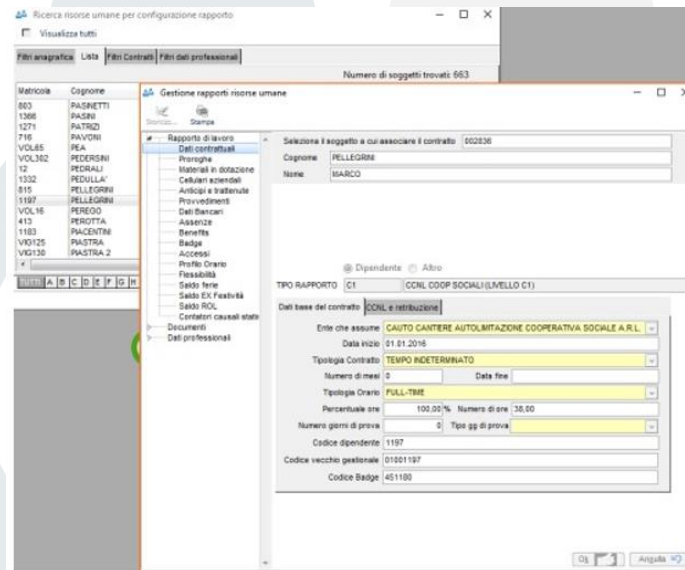 Ricerca risorse umane per configurazione rapporto
Visualizza tutti
Filtri anagrafica Lista Filtri Contratti Filtri dati professionali
Numero di soggetti trovati: 663
Matricola Cognome
803 PASINETTI
1366 PASINI
1271 PATRIZI
716 PAVONI
VOL85 PEA
VOL302 PEDERSINI
12 PEDRALI
1332 PEDULLA'
815 PELLEGRINI
1197 PELLEGRINI
VOL16 PEREGO
413 PEROTTA
1183 PIACENTINI
VIG125 PIASTRA
VIG130 PIASTRA 2
TUTTI A B C D E F G H
Gestione rapporti risorse umane
Storico... Stampa
Rapporto di lavoro
Dati contrattuali
Proroghe
Materiali in dotazione
Cellulari aziendali
Anticipi e trattenute
Provvedimenti
Dati Bancari
Assenze
Benefits
Badge
Accessi
Profilo Orario
Flessibilità
Saldo ferie
Saldo EX Festività
Saldo ROL
Contatori causali stati
Documenti
Dati professionali
Seleziona il soggetto a cui associare il contratto 002836
Cognome PELLEGRINI
Nome MARCO
Dipendente Altro
TIPO RAPPORTO C1 CCNL COOP SOCIALI (LIVELLO C1)
Dati base del contratto CCNL e retribuzione
Ente che assume CAUTO CANTIERE AUTOLIMITAZIONE COOPERATIVA SOCIALE A.R.L.
Data inizio 01.01.2016
Tipologia Contratto TEMPO INDETERMINATO
Numero di mesi 0 Data fine
Tipologia Orario FULL-TIME
Percentuale ore 100,00 % Numero di ore 38,00
Numero giorni di prova 0 Tipo gg di prova
Codice dipendente 1197
Codice vecchio gestionale 01001197
Codice Badge 451180
Ok Annulla